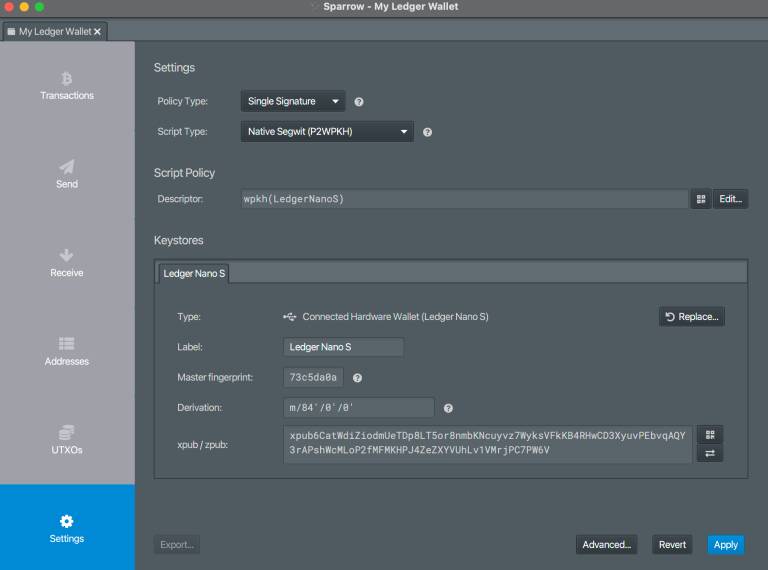 Sparrow - My Ledger Wallet
My Ledger Wallet
Transactions
Send
Receive
Addresses
UTXOs
Settings
Settings
Policy Type: Single Signature
Script Type: Native Segwit (P2WPKH)
Script Policy
Descriptor: wpkh(LedgerNanoS) Edit...
Keystores
Ledger Nano S
Type: Connected Hardware Wallet (Ledger Nano S) Replace...
Label: Ledger Nano S
Master fingerprint: 73c5da0a
Derivation: m/84'/0'/0'
xpub / zpub: xpub6CatWdiZiodmUeTDp8LT5or8nmbKNcuyvz7WyksVFkKB4RHwCD3XyuvPEbvqAQY
3rAPshWcMLoP2fMFMKHPJ4ZeZXYVUhLv1VMrjPC7PW6V
Export... Advanced... Revert Apply